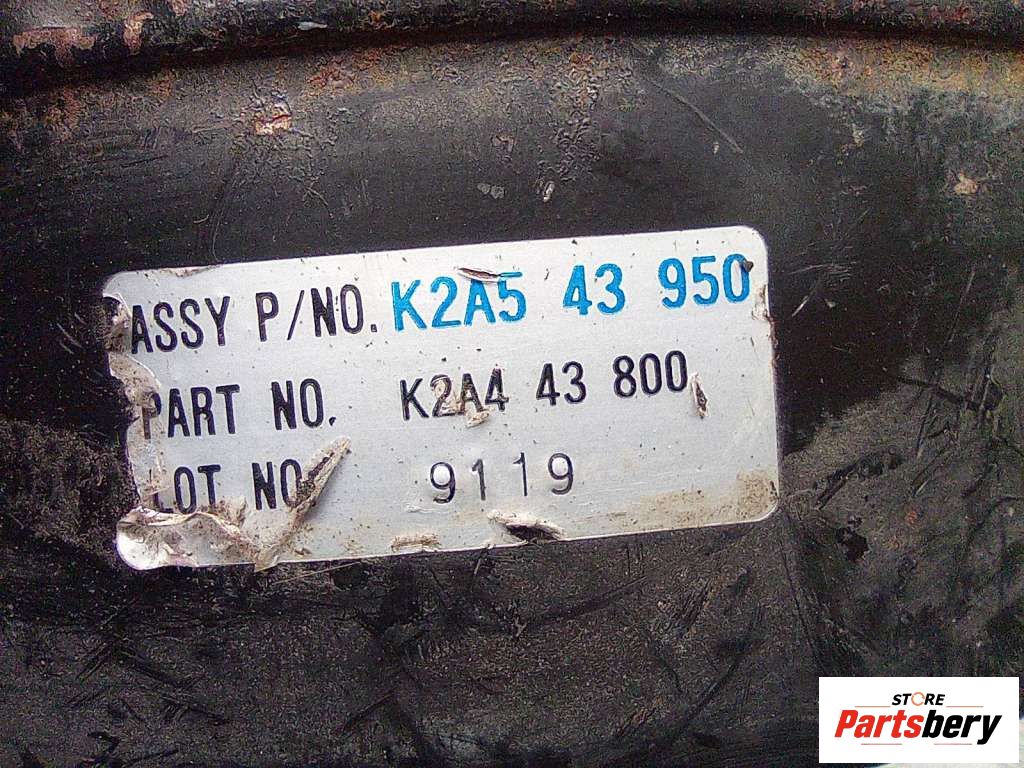 ASSY P/NO. K2A5 43 950
PART NO. K2A4 43 800
LOT NO 9119
STORE
Partsbery